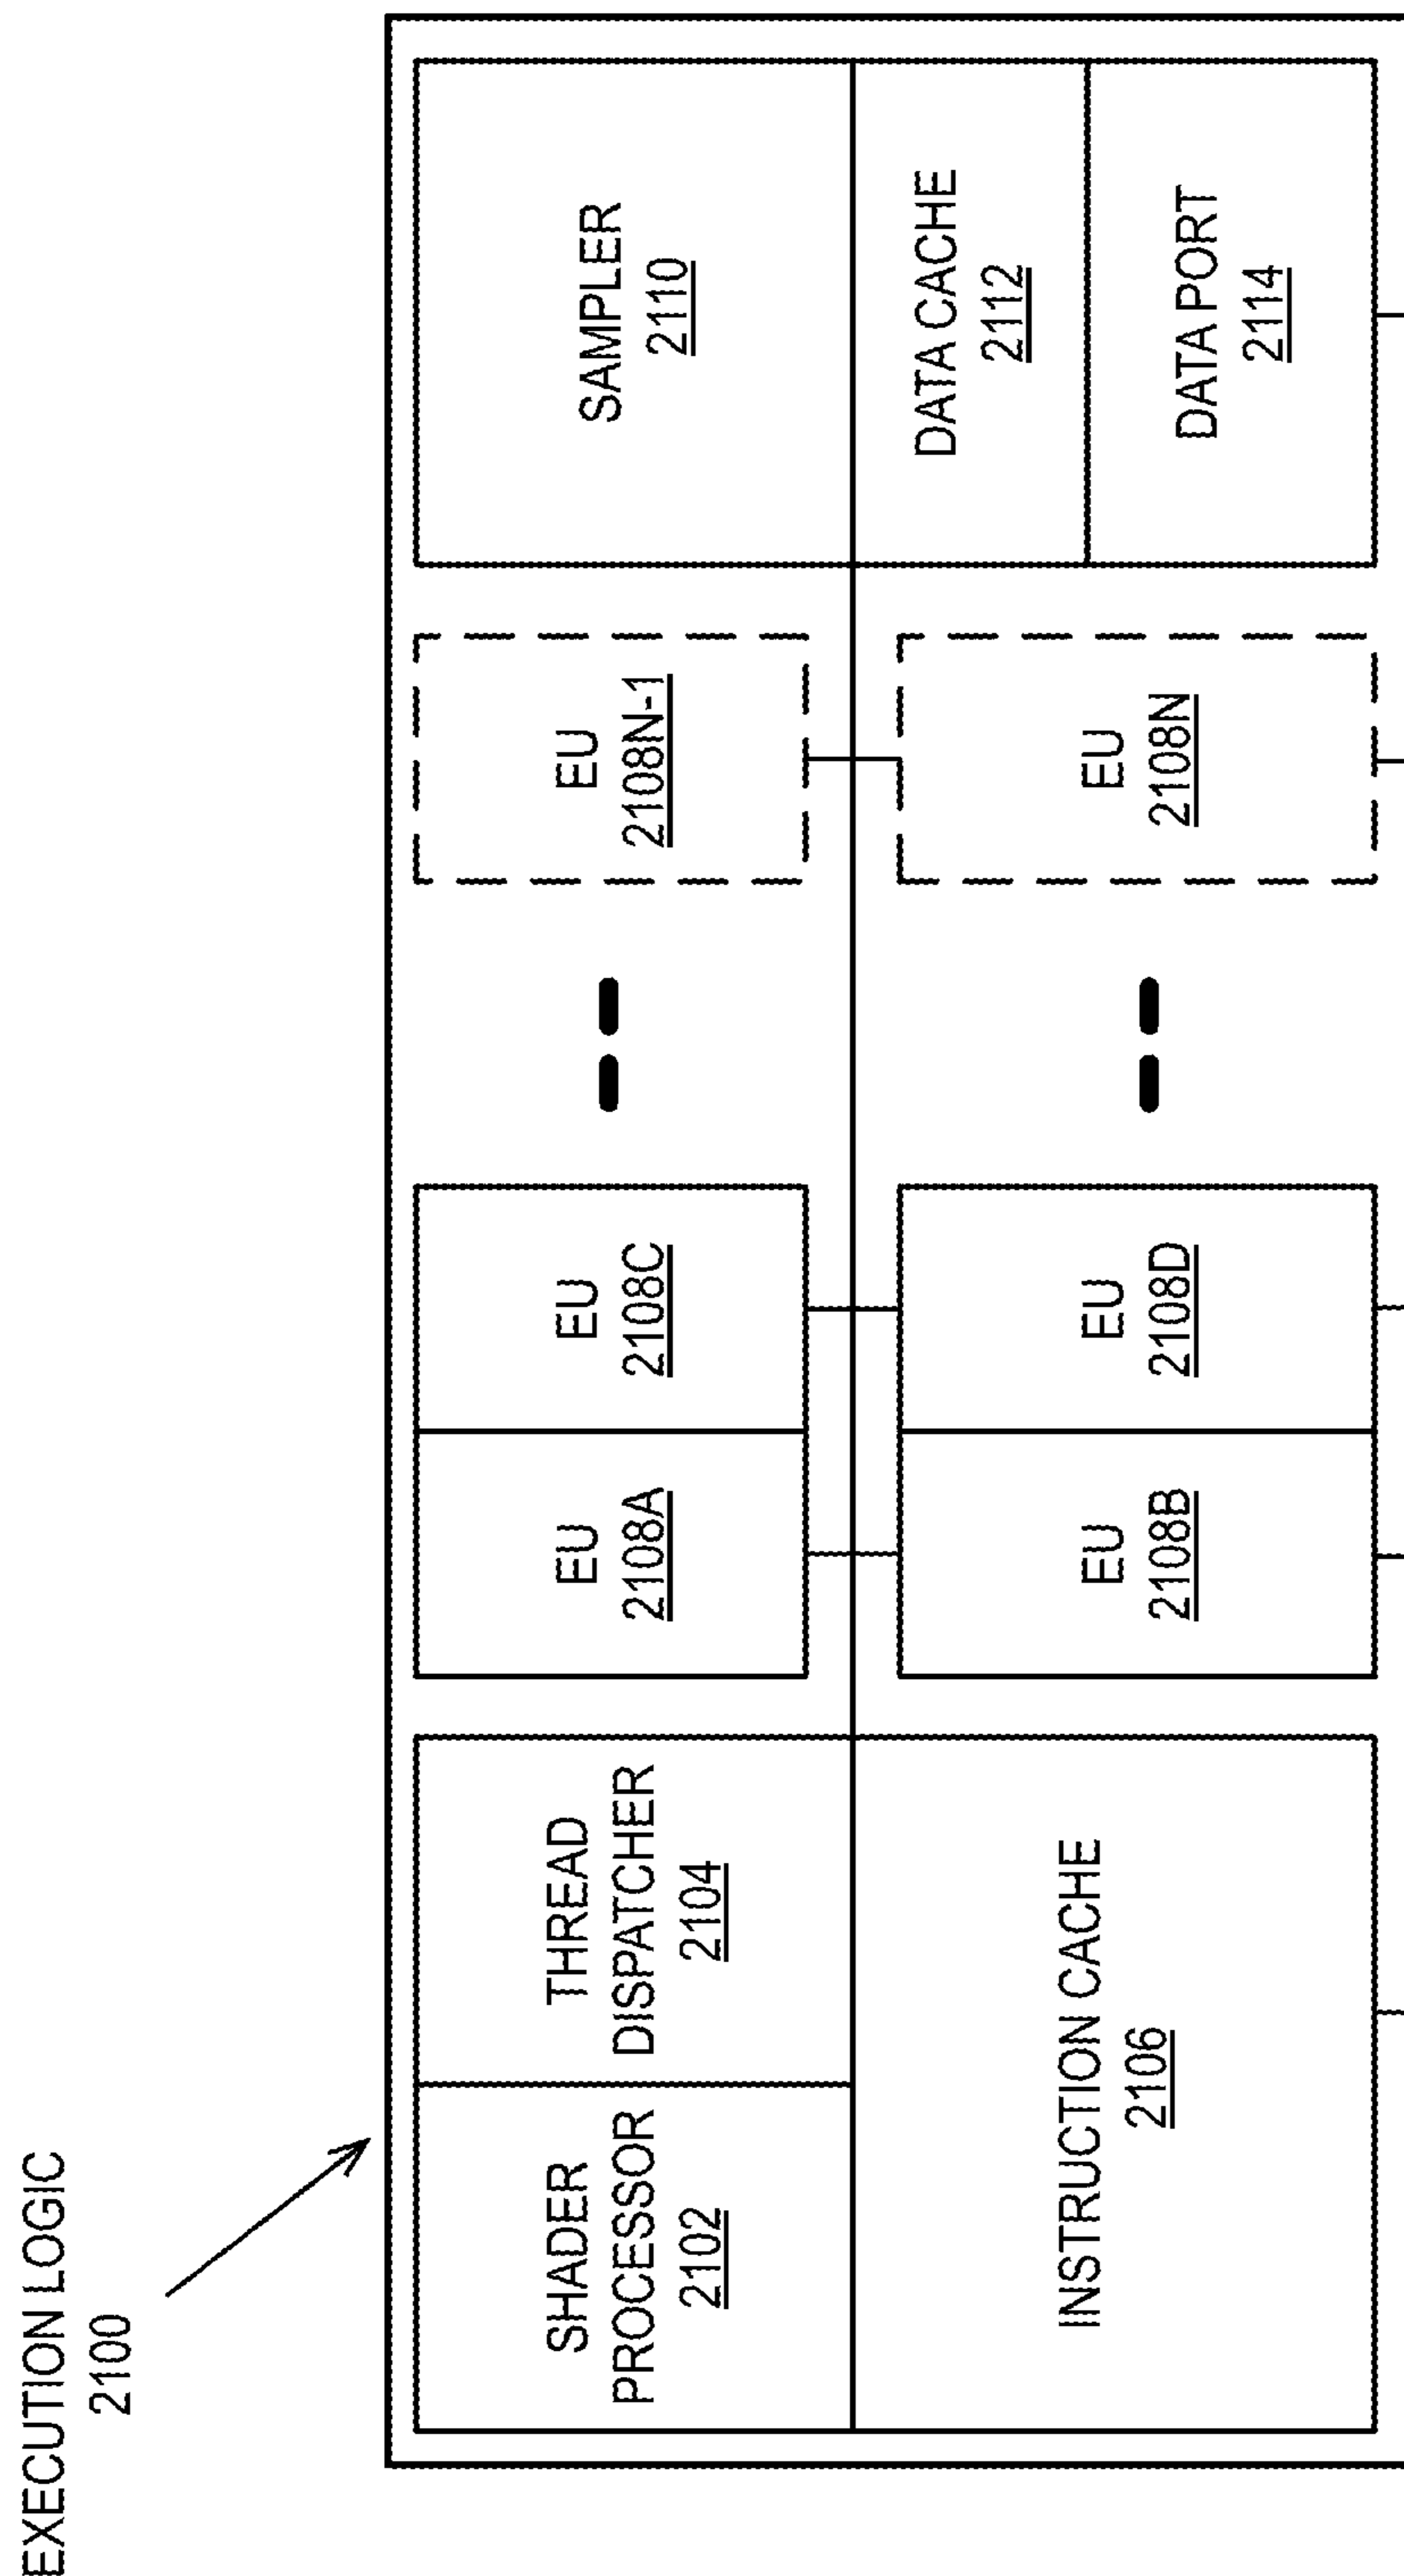 EXECUTION LOGIC
2100
SHADER
PROCESSOR
2102
THREAD
DISPATCHER
2104
INSTRUCTION CACHE
2106
EU
2108A
EU
2108C
EU
2108B
EU
2108D
EU
2108N-1
EU
2108N
SAMPLER
2110
DATA CACHE
2112
DATA PORT
2114